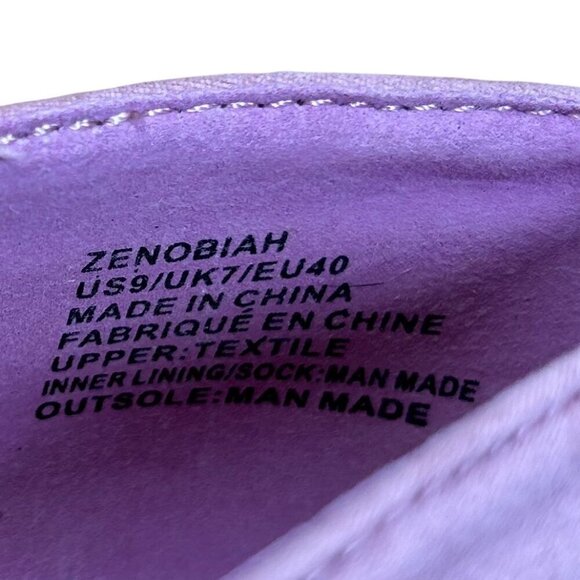 ZENOBIAH
US9/UK7/EU40
MADE IN CHINA
FABRIQUÉ EN CHINE
UPPER:TEXTILE
INNER LINING/SOCK:MAN MADE
OUTSOLE:MAN MADE